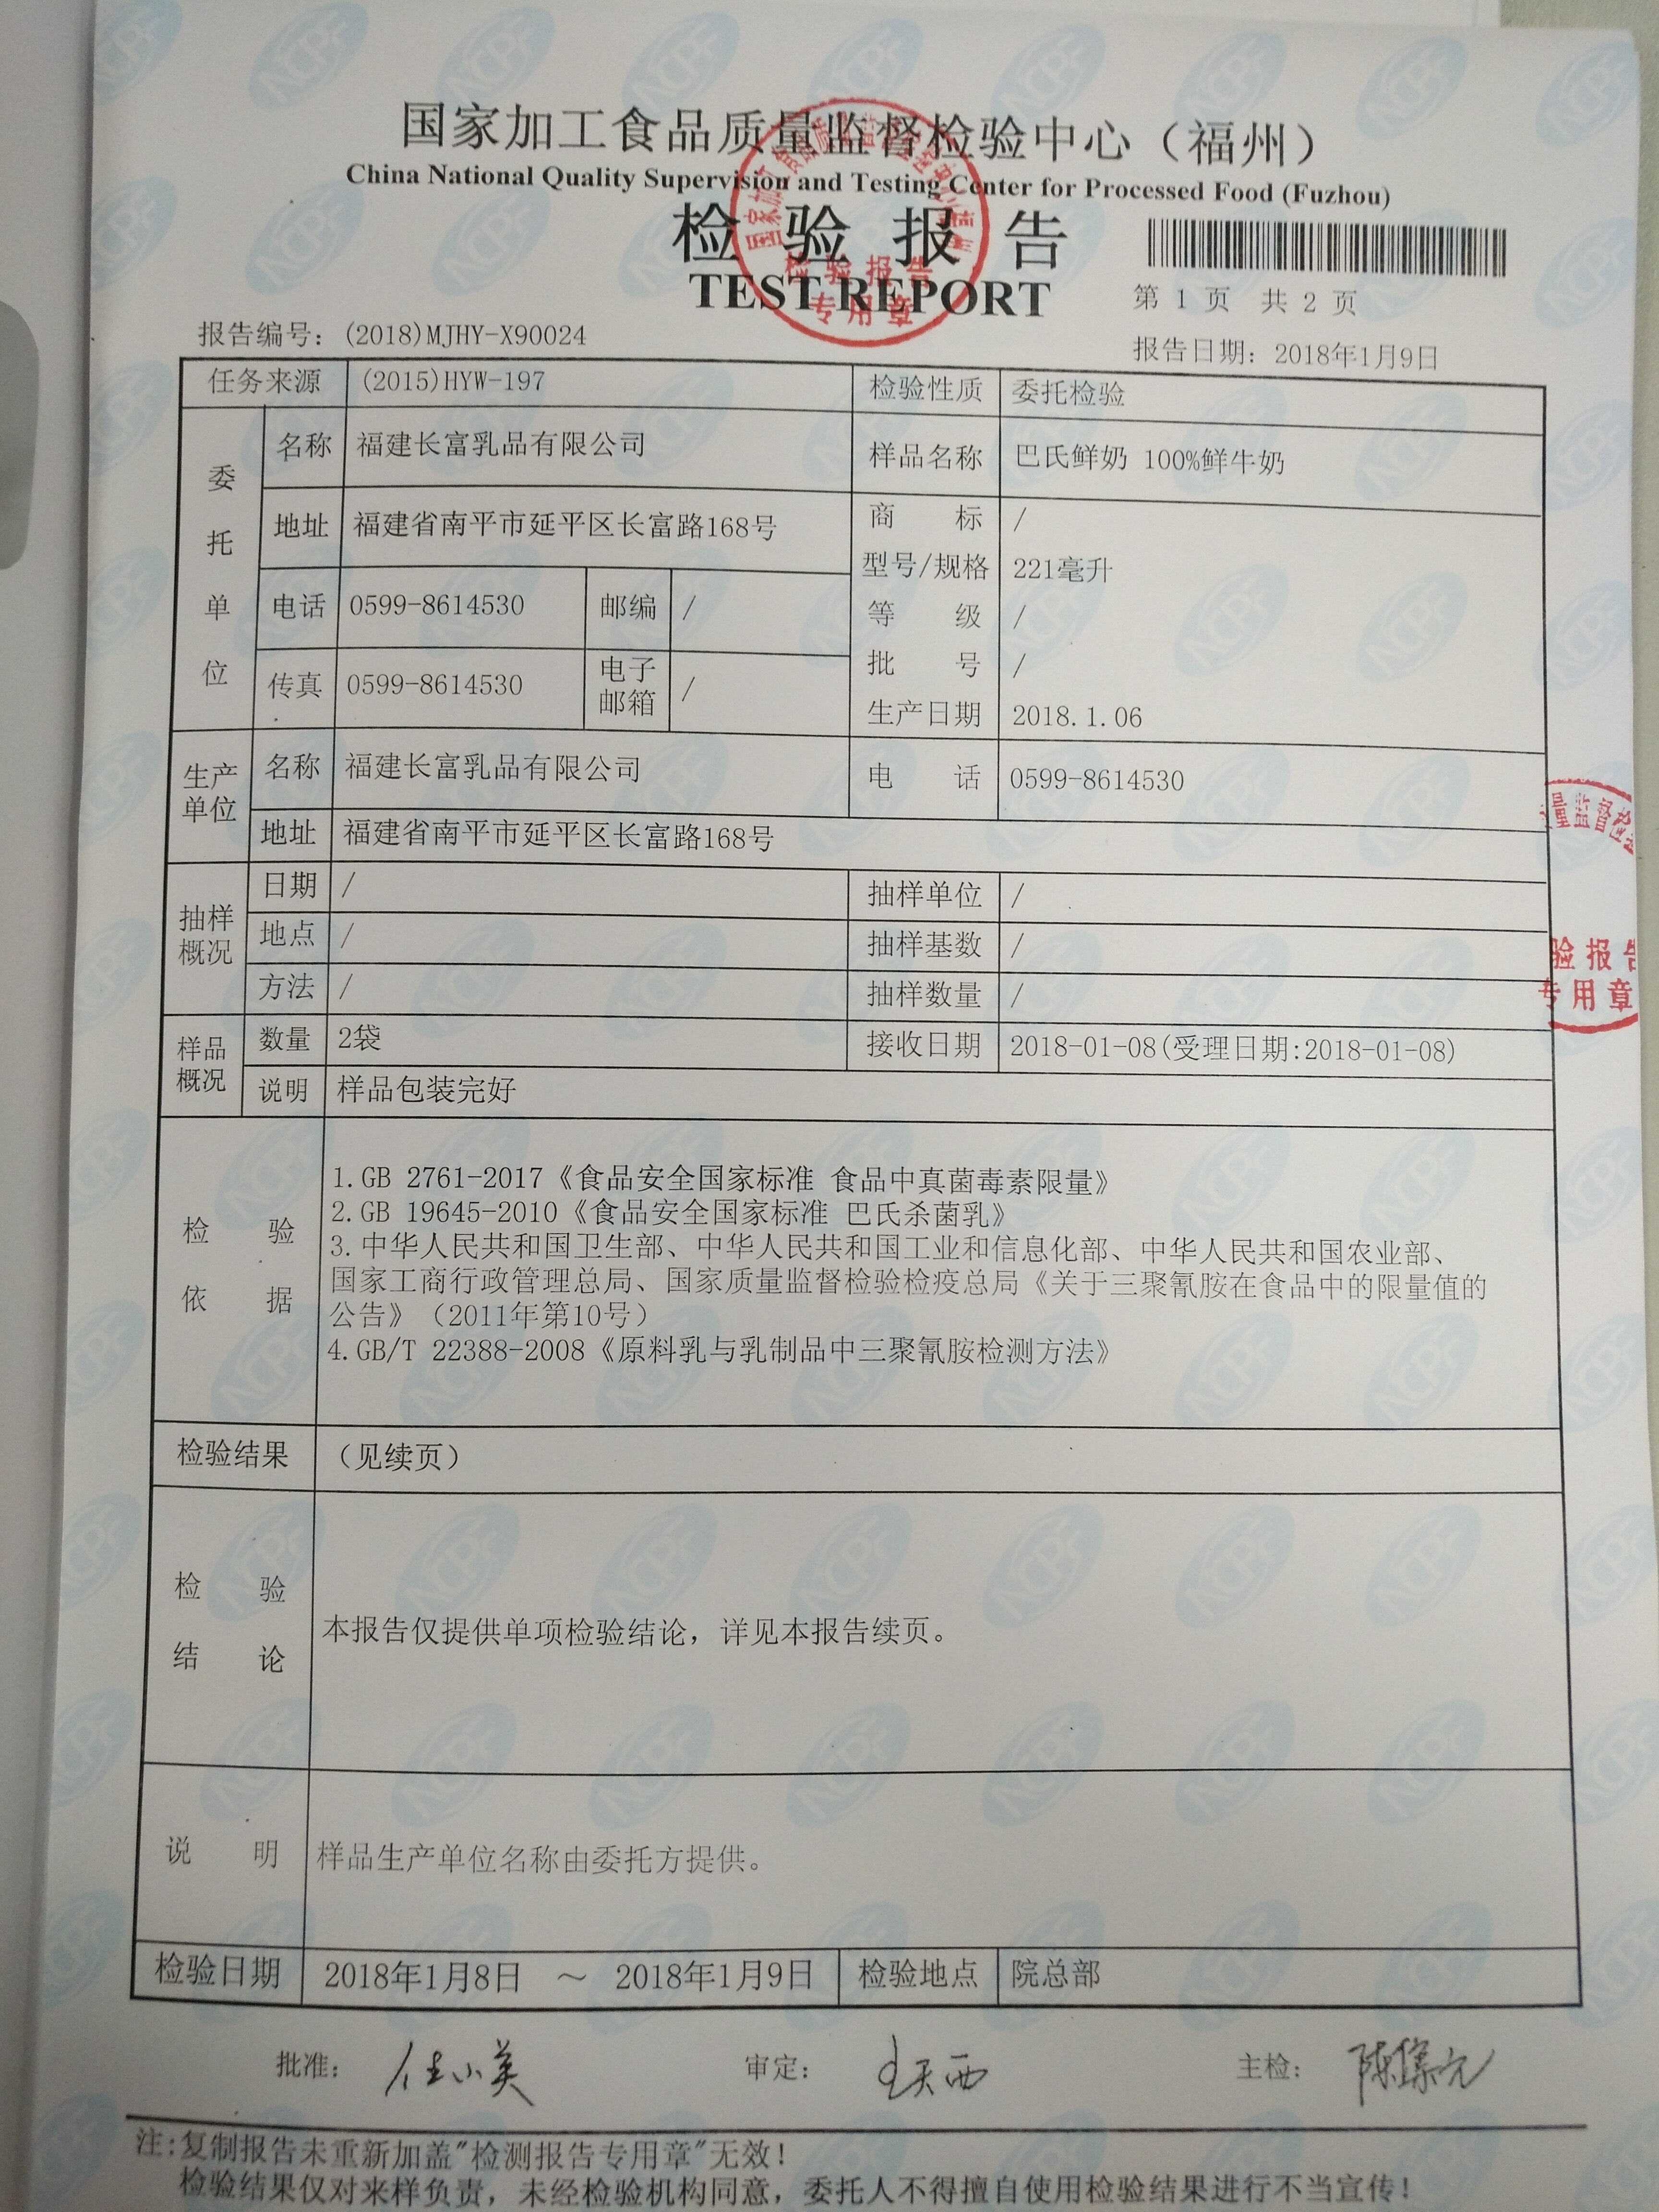 国家加工食品质量监督检验中心（福州）
China National Quality Supervision and Testing Center for Processed Food (Fuzhou)
检验报告
TEST REPORT
检验报告
专用章
第 1 页 共 2 页
报告编号：(2018)MJHY-X90024
报告日期：2018年1月9日
任务来源 (2015)HYW-197 检验性质 委托检验
委托单位 名称 福建长富乳品有限公司 样品名称 巴氏鲜奶 100%鲜牛奶
地址 福建省南平市延平区长富路168号 商标 /
型号/规格 221毫升
电话 0599-8614530 邮编 / 等级 /
批号 /
传真 0599-8614530 电子邮箱 / 生产日期 2018.1.06
生产单位 名称 福建长富乳品有限公司 电话 0599-8614530
地址 福建省南平市延平区长富路168号
抽样概况 日期 / 抽样单位 /
地点 / 抽样基数 /
方法 / 抽样数量 /
样品概况 数量 2袋 接收日期 2018-01-08(受理日期:2018-01-08)
说明 样品包装完好
检验依据
1.GB 2761-2017《食品安全国家标准 食品中真菌毒素限量》
2.GB 19645-2010《食品安全国家标准 巴氏杀菌乳》
3.中华人民共和国卫生部、中华人民共和国工业和信息化部、中华人民共和国农业部、
国家工商行政管理总局、国家质量监督检验检疫总局《关于三聚氰胺在食品中的限量值的
公告》（2011年第10号）
4.GB/T 22388-2008《原料乳与乳制品中三聚氰胺检测方法》
检验结果 （见续页）
检验结论 本报告仅提供单项检验结论，详见本报告续页。
说明 样品生产单位名称由委托方提供。
检验日期 2018年1月8日 ～ 2018年1月9日 检验地点 院总部
批准： 审定： 主检：
注:复制报告未重新加盖"检测报告专用章"无效！
检验结果仅对来样负责，未经检验机构同意，委托人不得擅自使用检验结果进行不当宣传！
量监督检
验报告
专用章